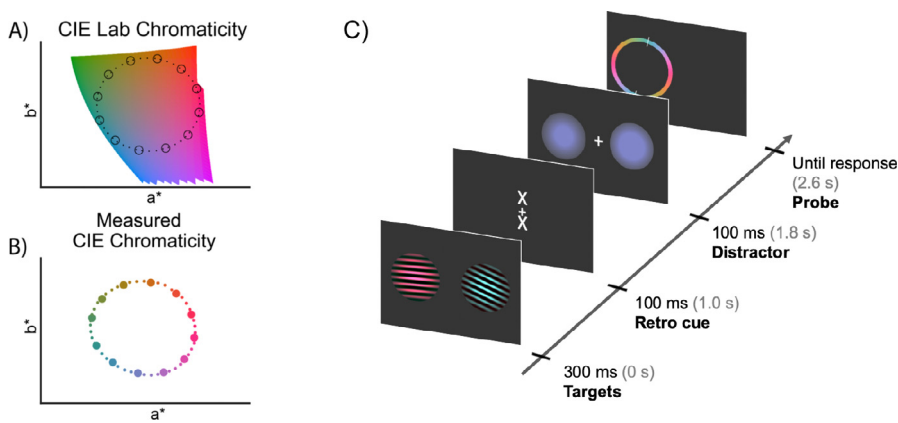 A)
CIE Lab Chromaticity
b*
a*
B)
Measured
CIE Chromaticity
b*
a*
C)
X
+
X
+
300 ms (0 s)
Targets
100 ms (1.0 s)
Retro cue
100 ms (1.8 s)
Distractor
Until response
(2.6 s)
Probe